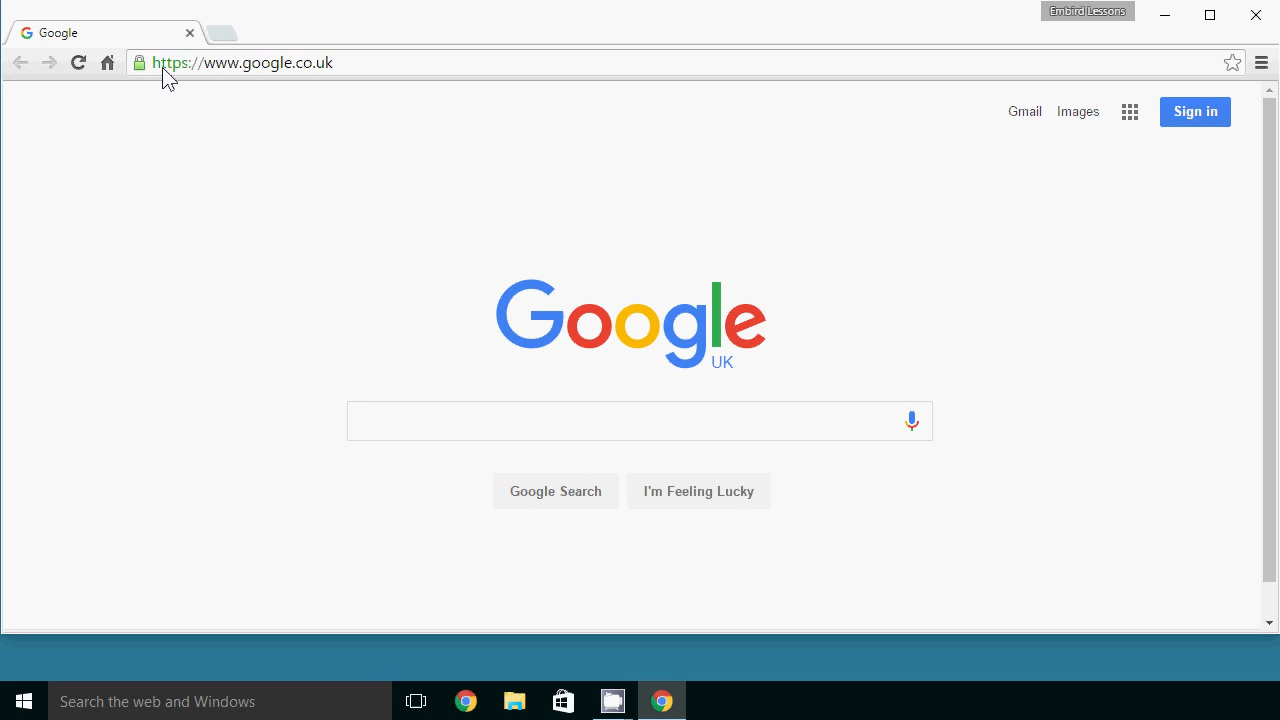 Embird Lessons
Google
https://www.google.co.uk
Gmail Images Sign in
Google
UK
Google Search I'm Feeling Lucky
Search the web and Windows